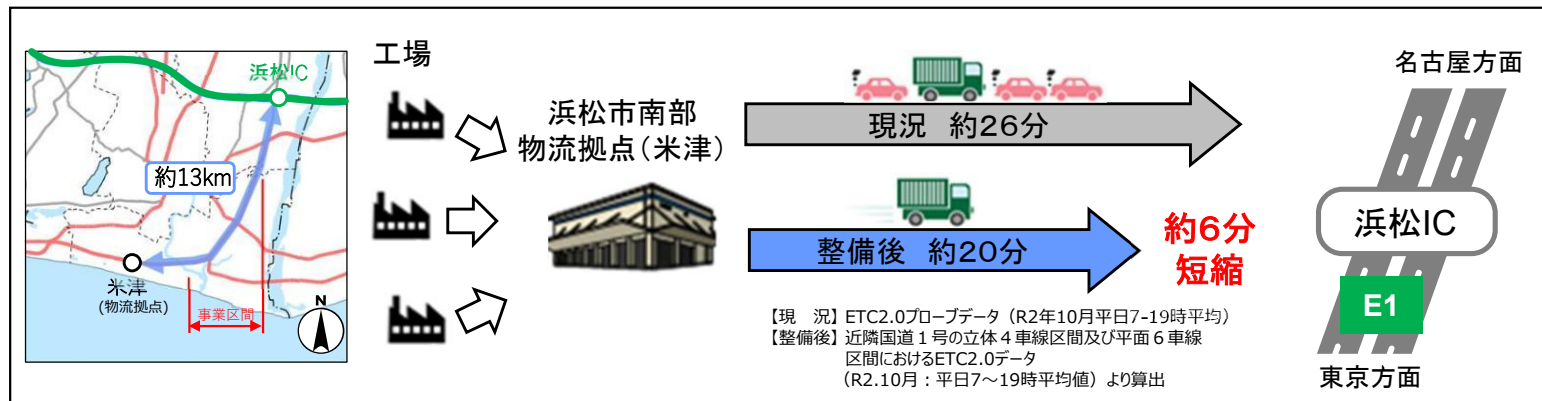 浜松IC
約13km
米津
(物流拠点)
事業区間
N
工場
浜松市南部
物流拠点(米津)
現況 約26分
整備後 約20分
約6分
短縮
【現 況】ETC2.0プローブデータ(R2年10月平日7-19時平均)
【整備後】近隣国道1号の立体4車線区間及び平面6車線
区間におけるETC2.0データ
(R2.10月:平日7~19時平均値)より算出
名古屋方面
浜松IC
E1
東京方面